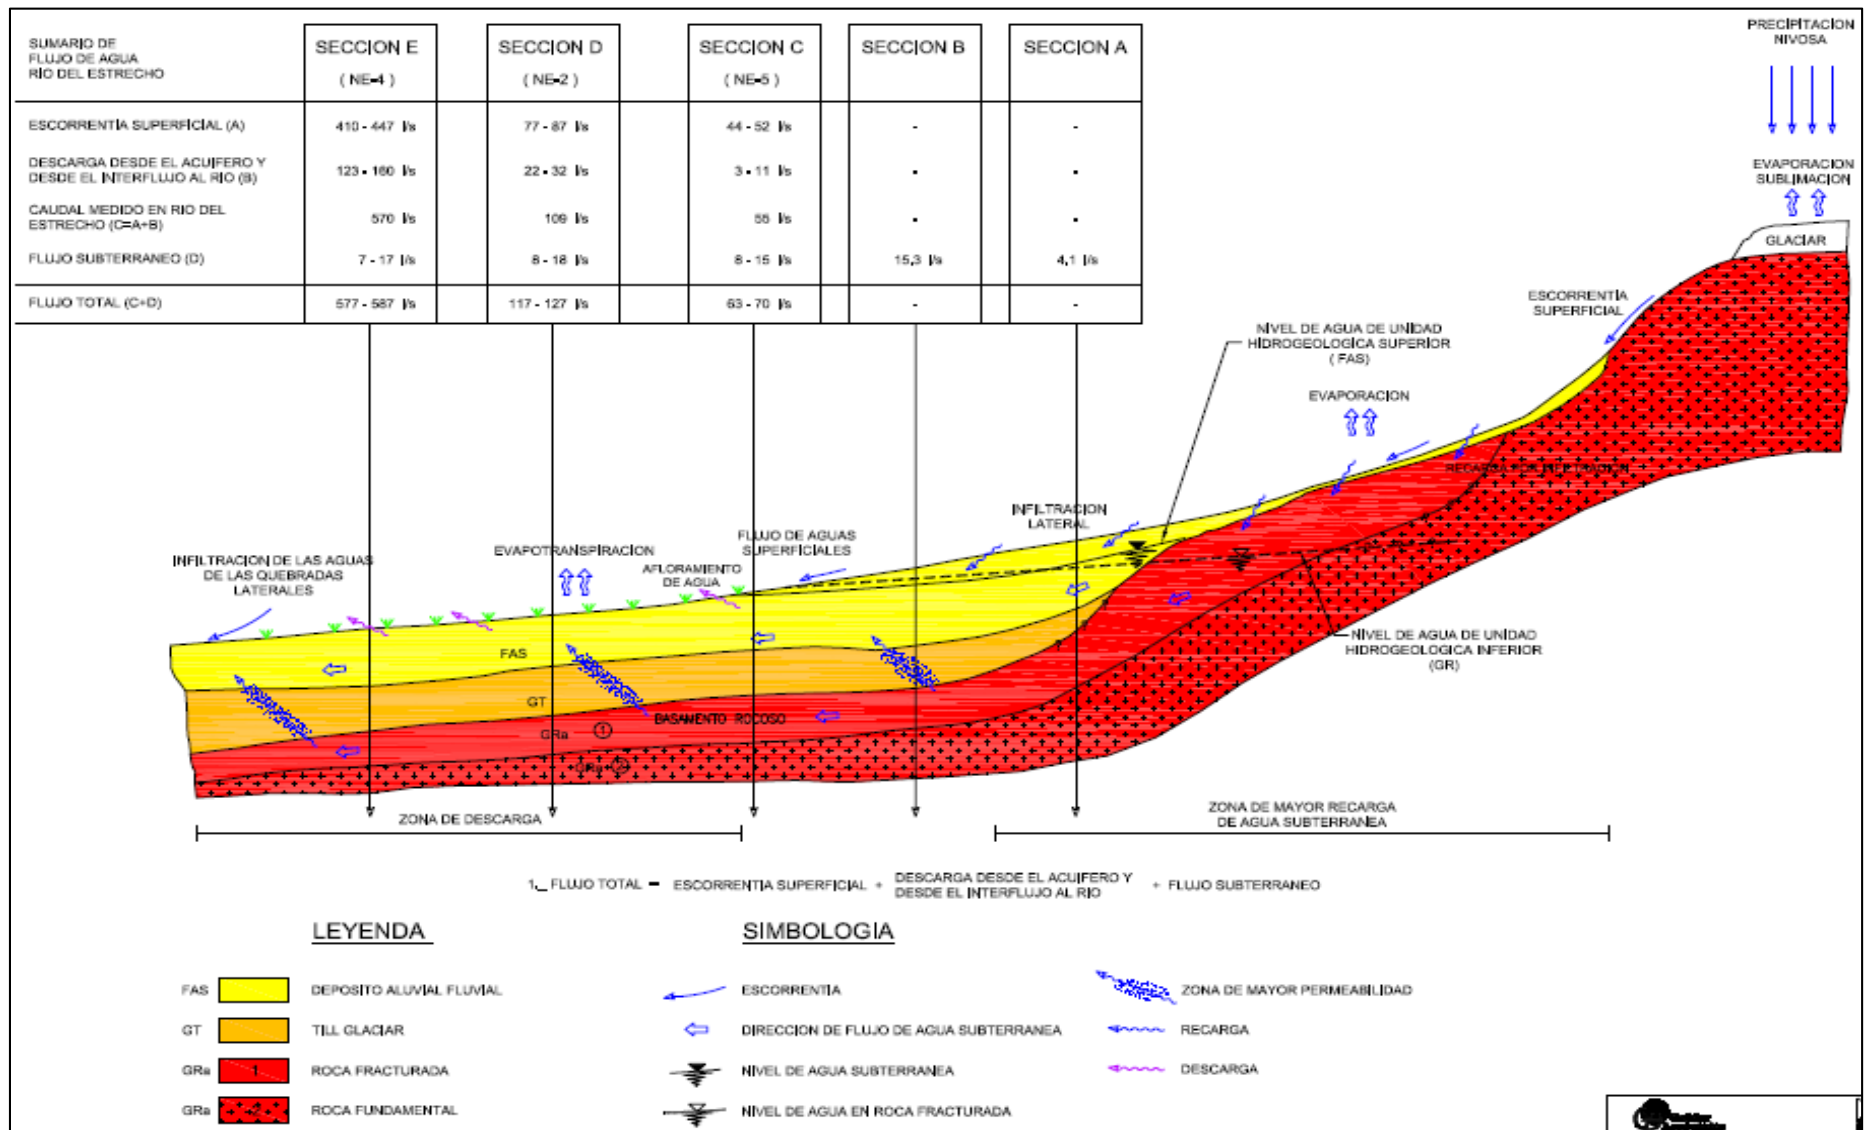 SUMARIO DE
FLUJO DE AGUA
RIO DEL ESTRECHO
SECCION E
( NE-4 )
SECCION D
( NE-2 )
SECCION C
( NE-5 )
SECCION B
SECCION A
ESCORRENTIA SUPERFICIAL (A) 410 - 447 l/s 77 - 87 l/s 44 - 52 l/s - -
DESCARGA DESDE EL ACUIFERO Y
DESDE EL INTERFLUJO AL RIO (B) 123 - 160 l/s 22 - 32 l/s 3 - 11 l/s - -
CAUDAL MEDIDO EN RIO DEL
ESTRECHO (C=A+B) 570 l/s 109 l/s 55 l/s - -
FLUJO SUBTERRANEO (D) 7 - 17 l/s 8 - 18 l/s 8 - 15 l/s 15,3 l/s 4,1 l/s
FLUJO TOTAL (C+D) 577 - 587 l/s 117 - 127 l/s 63 - 70 l/s - -
PRECIPITACION
NIVOSA
EVAPORACION
SUBLIMACION
GLACIAR
ESCORRENTIA
SUPERFICIAL
NIVEL DE AGUA DE UNIDAD
HIDROGEOLOGICA SUPERIOR
( FAS)
EVAPORACION
RECARGA POR INFILTRACION
INFILTRACION
LATERAL
FLUJO DE AGUAS
SUPERFICIALES
EVAPOTRANSPIRACION
AFLORAMIENTO
DE AGUA
INFILTRACION DE LAS AGUAS
DE LAS QUEBRADAS
LATERALES
NIVEL DE AGUA DE UNIDAD
HIDROGEOLOGICA INFERIOR
(GR)
FAS
GT
BASAMENTO ROCOSO
GRa 1
GRa
ZONA DE DESCARGA
ZONA DE MAYOR RECARGA
DE AGUA SUBTERRANEA
1._ FLUJO TOTAL = ESCORRENTIA SUPERFICIAL + DESCARGA DESDE EL ACUIFERO Y DESDE EL INTERFLUJO AL RIO + FLUJO SUBTERRANEO
LEYENDA
FAS DEPOSITO ALUVIAL FLUVIAL
GT TILL GLACIAR
GRa 1 ROCA FRACTURADA
GRa 2 ROCA FUNDAMENTAL
SIMBOLOGIA
ESCORRENTIA
DIRECCION DE FLUJO DE AGUA SUBTERRANEA
NIVEL DE AGUA SUBTERRANEA
NIVEL DE AGUA EN ROCA FRACTURADA
ZONA DE MAYOR PERMEABILIDAD
RECARGA
DESCARGA